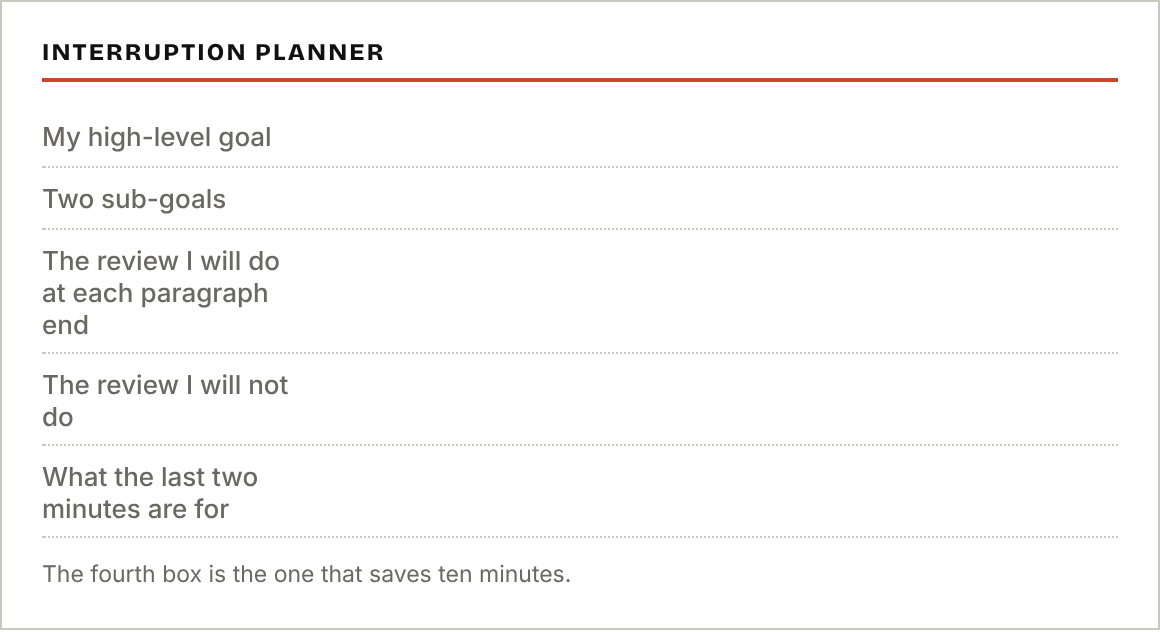 INTERRUPTION PLANNER
My high-level goal
Two sub-goals
The review I will do
at each paragraph
end
The review I will not
do
What the last two
minutes are for
The fourth box is the one that saves ten minutes.